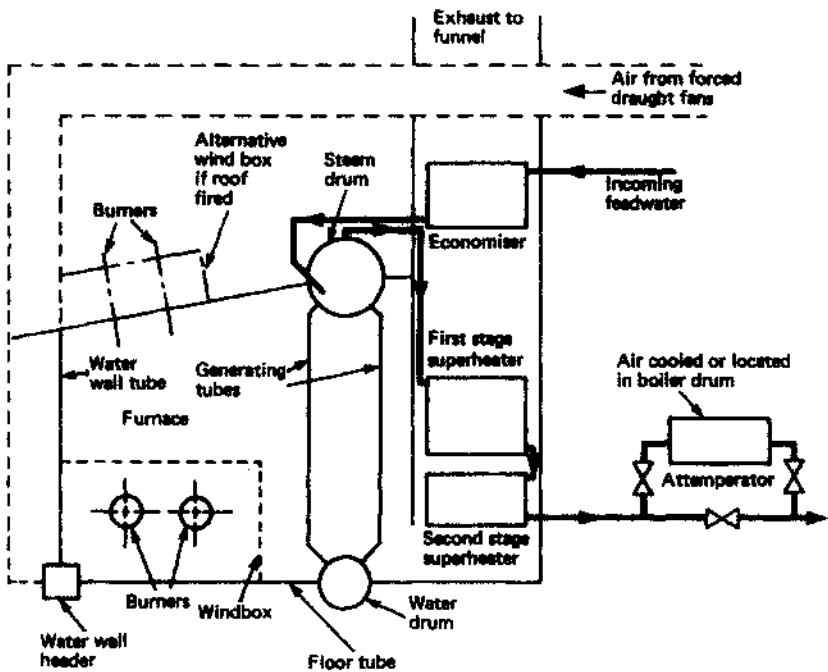 Exhaust to
funnel
Air from forced
draught fans
Alternative
wind box
if roof
fired
Steam
drum
Burners
Incoming
feedwater
Economiser
First stage
superheater
Air cooled or located
in boiler drum
Water
wall tube
Generating
tubes
Furnace
Attemperator
Second stage
superheater
Burners
Windbox
Water
drum
Water wall
header
Floor tube